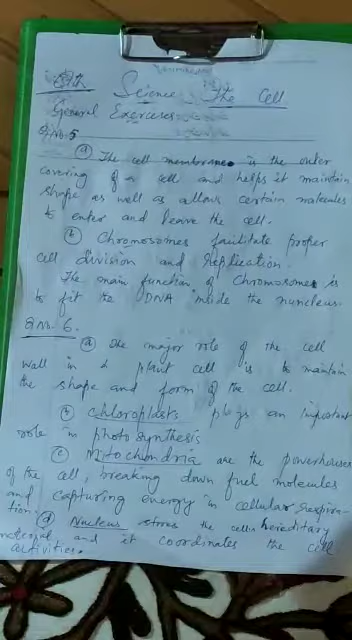 Science The Cell
General Exercises
Q.No.5
(a) The cell membrane is the outer
covering of a cell and helps it maintain
shape as well as allows certain molecules
to enter and leave the cell.
(b) Chromosomes facilitate proper
cell division and replication.
The main function of Chromosomes is
to fit the DNA inside the nuncleus.
Q.No. 6.
(a) The major role of the cell
wall in a plant cell is to maintain
the shape and form of the cell.
(b) Chloroplasts plays an important
role in photosynthesis
(c) Mitochondria are the powerhouses
of the cell, breaking down fuel molecules
and capturing energy in cellular respira-
tion.
(d) Nucleus stores the cells hereditary
material and it coordinates the cell
activities.